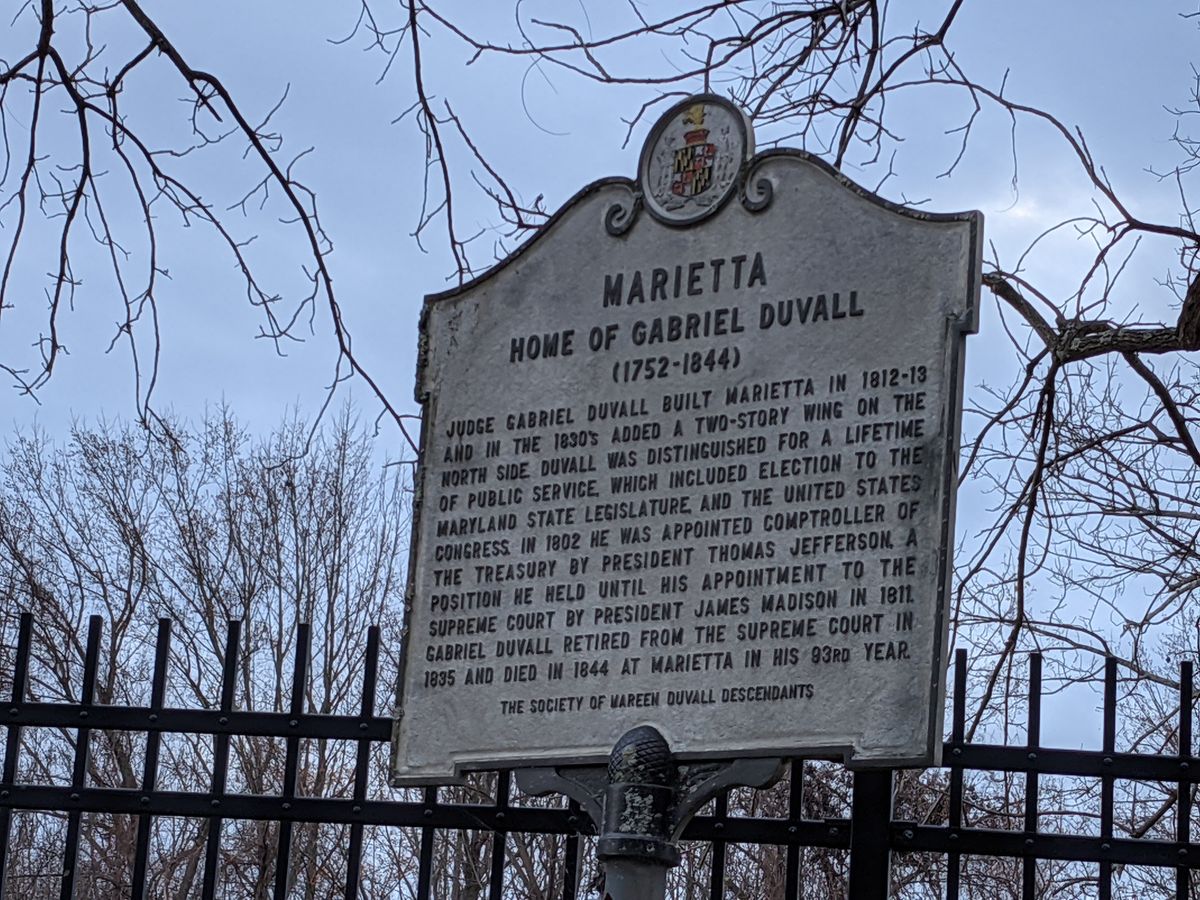 MARIETTA
HOME OF GABRIEL DUVALL
(1752-1844)
JUDGE GABRIEL DUVALL BUILT MARIETTA IN 1812-13
AND IN THE 1830's ADDED A TWO-STORY WING ON THE
NORTH SIDE. DUVALL WAS DISTINGUISHED FOR A LIFETIME
OF PUBLIC SERVICE, WHICH INCLUDED ELECTION TO THE
MARYLAND STATE LEGISLATURE, AND THE UNITED STATES
CONGRESS. IN 1802 HE WAS APPOINTED COMPTROLLER OF
THE TREASURY BY PRESIDENT THOMAS JEFFERSON, A
POSITION HE HELD UNTIL HIS APPOINTMENT TO THE
SUPREME COURT BY PRESIDENT JAMES MADISON IN 1811.
GABRIEL DUVALL RETIRED FROM THE SUPREME COURT IN
1835 AND DIED IN 1844 AT MARIETTA IN HIS 93RD YEAR.
THE SOCIETY OF MAREEN DUVALL DESCENDANTS